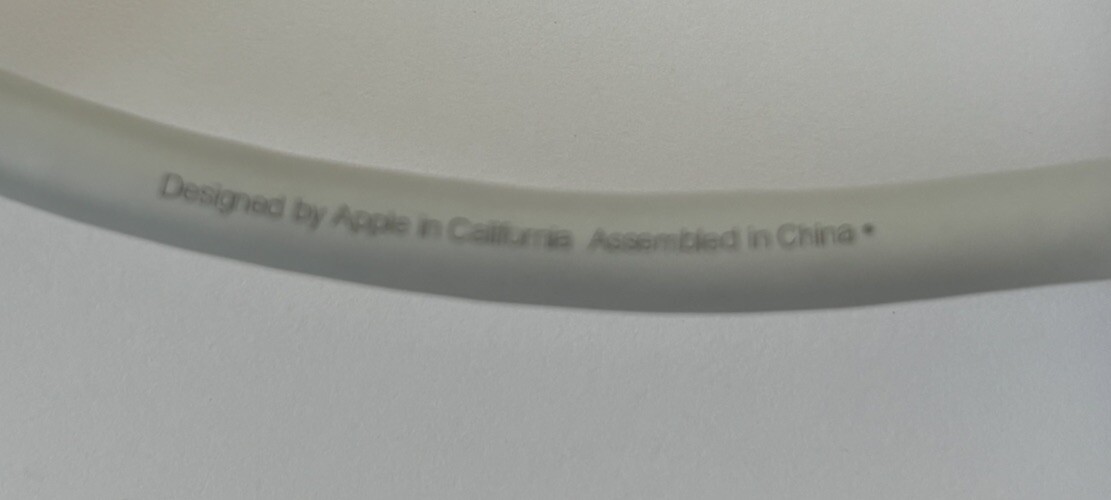 Designed by Apple in California Assembled in China •